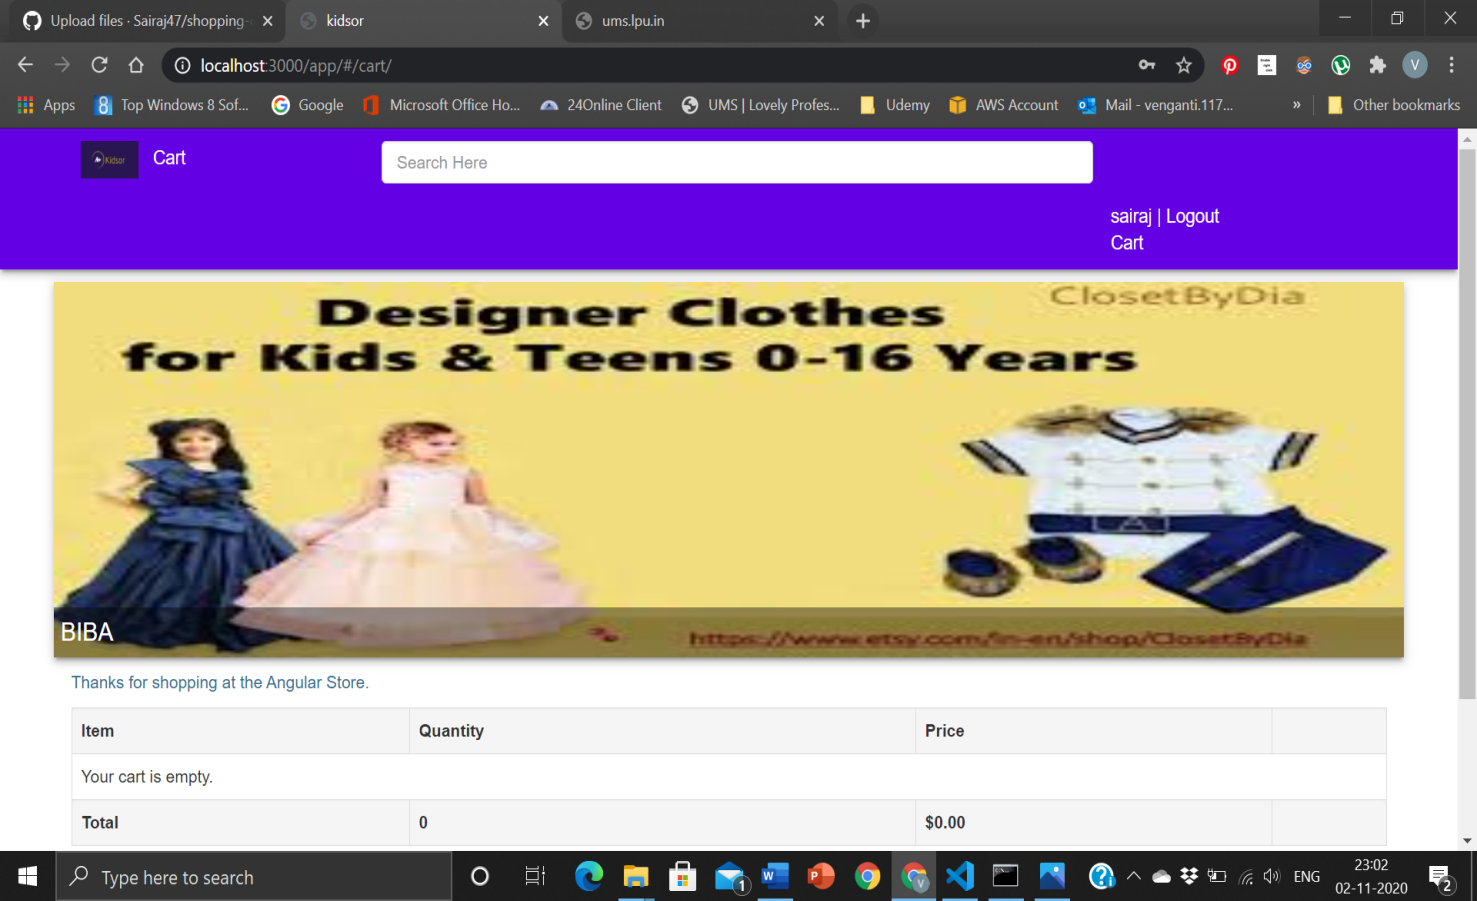 Upload files · Sairaj47/shopping-
kidsor
ums.lpu.in
localhost:3000/app/#/cart/
V
Apps
8
Top Windows 8 Sof...
Google
Microsoft Office Ho...
24Online Client
UMS | Lovely Profes...
Udemy
AWS Account
Mail - venganti.117...
»
Other bookmarks
Kidsor
Cart
Search Here
sairaj | Logout
Cart
ClosetByDia
Designer Clothes
for Kids & Teens 0-16 Years
BIBA
https://www.etsy.com/in-en/shop/ClosetByDia
Thanks for shopping at the Angular Store.
Item Quantity Price
Your cart is empty.
Total 0 $0.00
Type here to search
1
ENG
23:02
02-11-2020
2